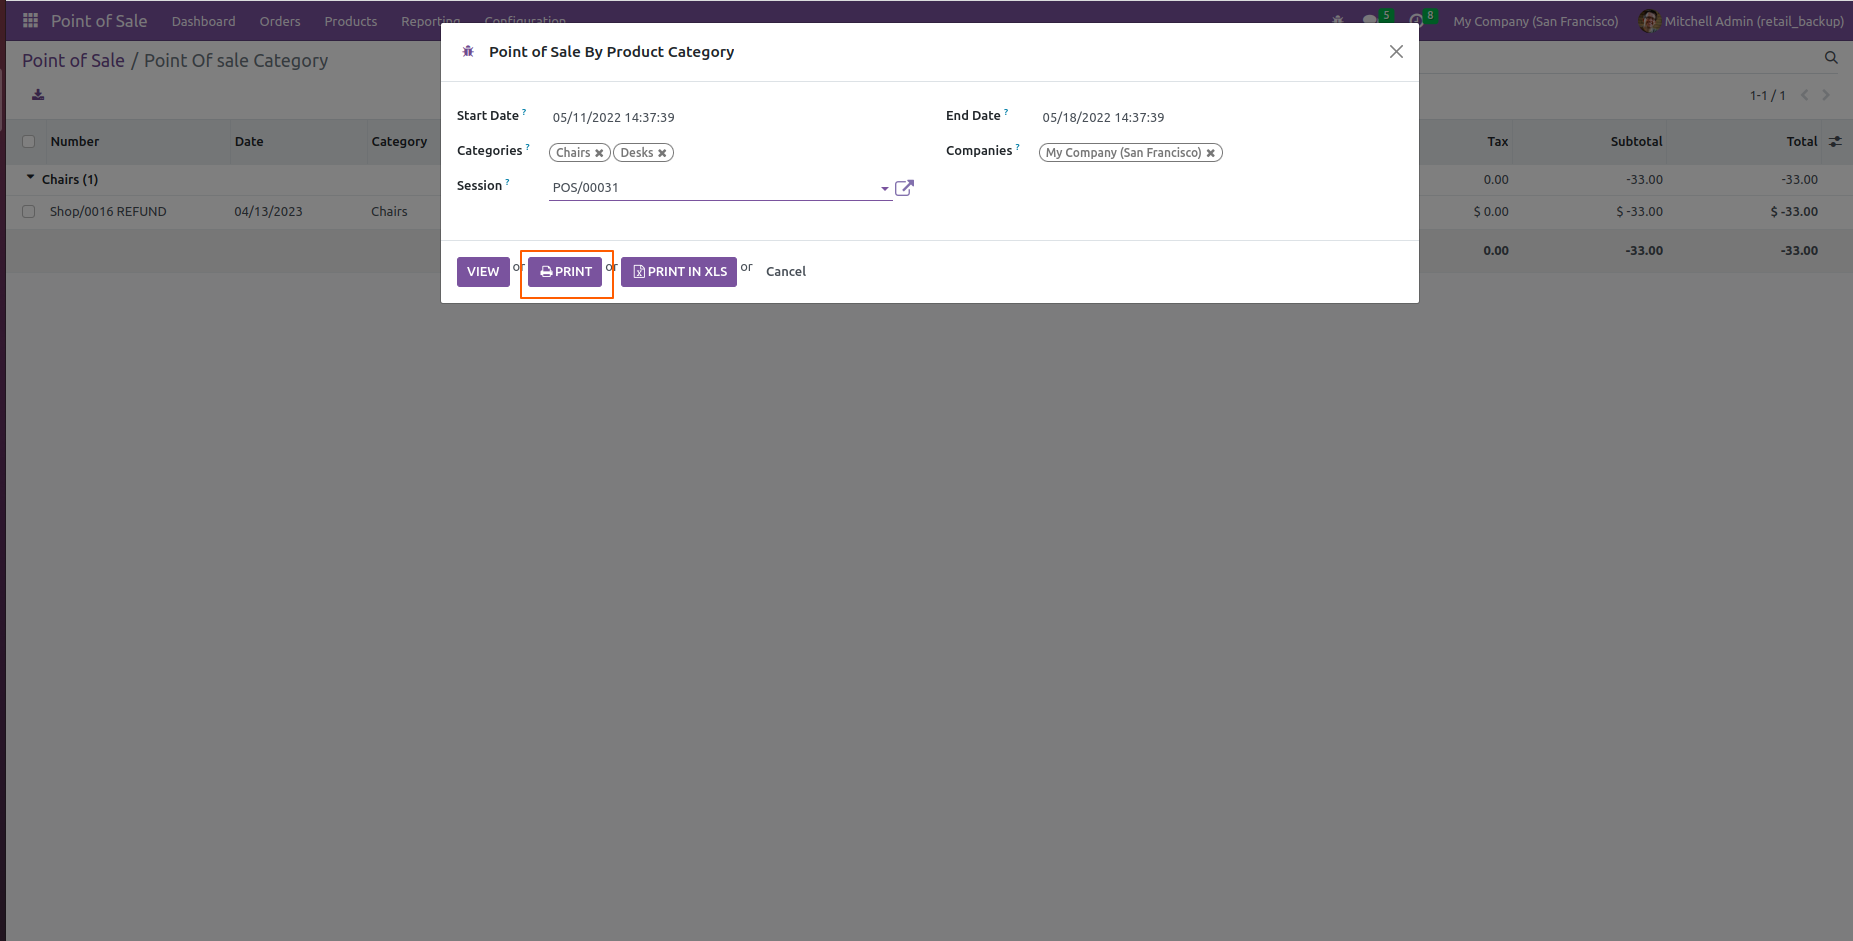 Point of Sale Dashboard Orders Products Reporting Configuration 5 8 My Company (San Francisco) Mitchell Admin (retail_backup)
Point of Sale / Point Of sale Category
1-1 / 1
Number Date Category Tax Subtotal Total
Chairs (1) 0.00 -33.00 -33.00
Shop/0016 REFUND 04/13/2023 Chairs $ 0.00 $ -33.00 $ -33.00
0.00 -33.00 -33.00
Point of Sale By Product Category
Start Date ? 05/11/2022 14:37:39 End Date ? 05/18/2022 14:37:39
Categories ? Chairs Desks Companies ? My Company (San Francisco)
Session ? POS/00031
VIEW or PRINT or PRINT IN XLS or Cancel